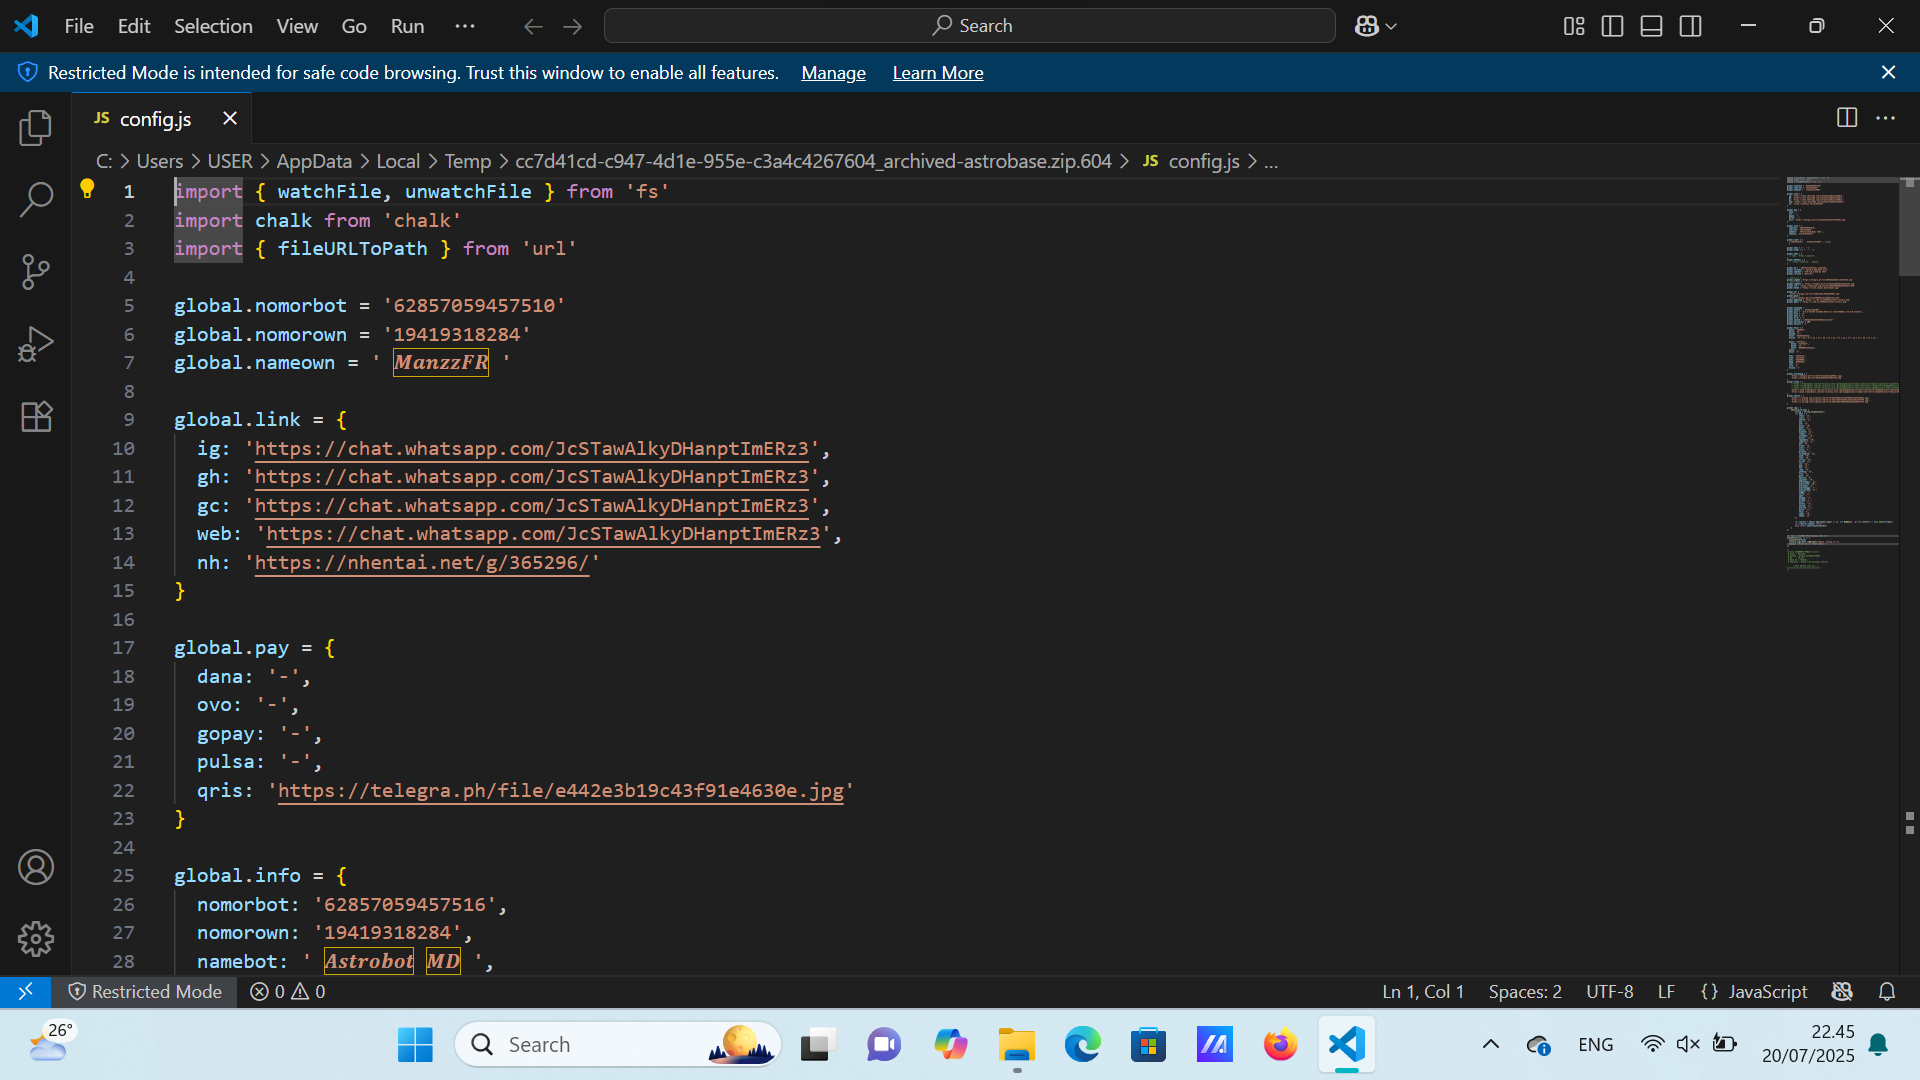 File Edit Selection View Go Run ··· Search
Restricted Mode is intended for safe code browsing. Trust this window to enable all features. Manage Learn More
JS config.js
C: > Users > USER > AppData > Local > Temp > cc7d41cd-c947-4d1e-955e-c3a4c4267604_archived-astrobase.zip.604 > JS config.js > ...
1 import { watchFile, unwatchFile } from 'fs'
2 import chalk from 'chalk'
3 import { fileURLToPath } from 'url'
4
5 global.nomorbot = '62857059457510'
6 global.nomorown = '19419318284'
7 global.nameown = ' 𝑴𝒂𝒏𝒛𝒛𝑭𝑹 '
8
9 global.link = {
10 ig: 'https://chat.whatsapp.com/JcSTawAlkyDHanptImERz3',
11 gh: 'https://chat.whatsapp.com/JcSTawAlkyDHanptImERz3',
12 gc: 'https://chat.whatsapp.com/JcSTawAlkyDHanptImERz3',
13 web: 'https://chat.whatsapp.com/JcSTawAlkyDHanptImERz3',
14 nh: 'https://nhentai.net/g/365296/'
15 }
16
17 global.pay = {
18 dana: '-',
19 ovo: '-',
20 gopay: '-',
21 pulsa: '-',
22 qris: 'https://telegra.ph/file/e442e3b19c43f91e4630e.jpg'
23 }
24
25 global.info = {
26 nomorbot: '62857059457516',
27 nomorown: '19419318284',
28 namebot: ' 𝑨𝒔𝒕𝒓𝒐𝒃𝒐𝒕 𝑴𝑫 ',
Restricted Mode 0 0 Ln 1, Col 1 Spaces: 2 UTF-8 LF {} JavaScript
26° Search ENG 22.45
20/07/2025